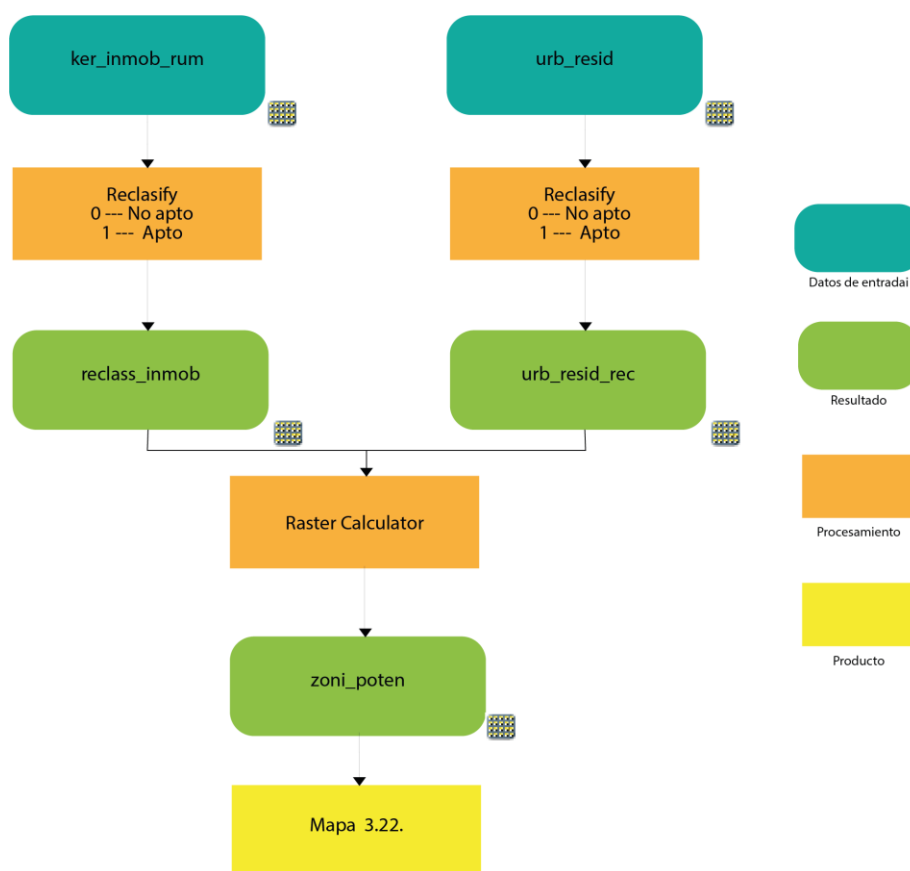 ker_inmob_rum
urb_resid
Reclasify
0 --- No apto
1 --- Apto
Reclasify
0 --- No apto
1 --- Apto
reclass_inmob
urb_resid_rec
Raster Calculator
zoni_poten
Mapa 3.22.
Datos de entradai
Resultado
Procesamiento
Producto